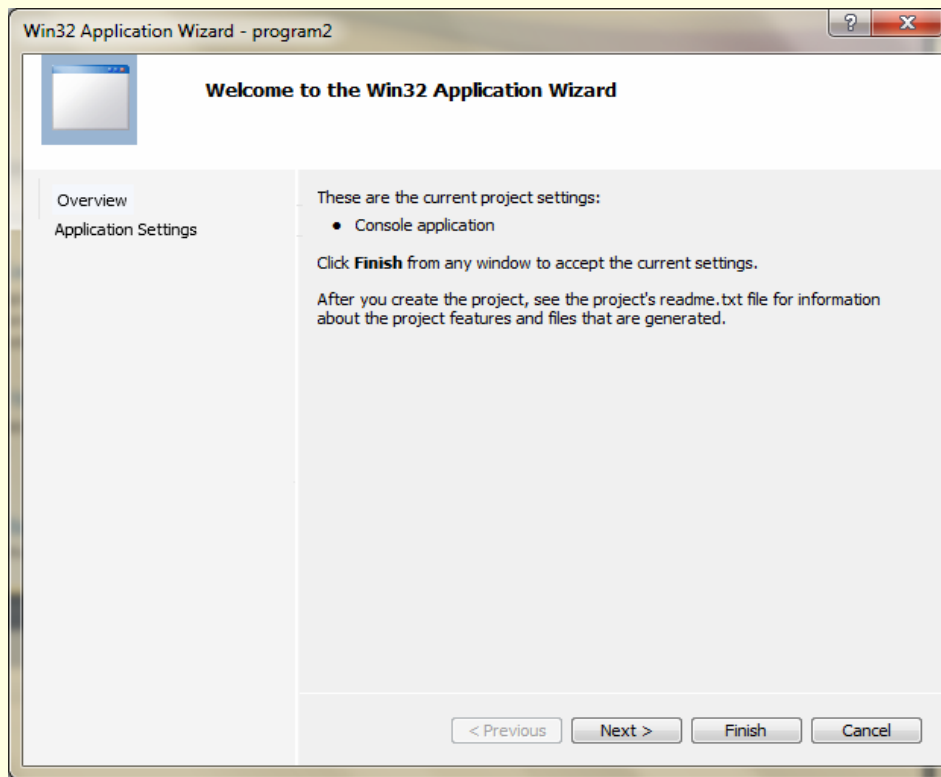 Win32 Application Wizard - program2
?
X
Welcome to the Win32 Application Wizard
Overview
Application Settings
These are the current project settings:
• Console application
Click Finish from any window to accept the current settings.
After you create the project, see the project's readme.txt file for information
about the project features and files that are generated.
< Previous
Next >
Finish
Cancel